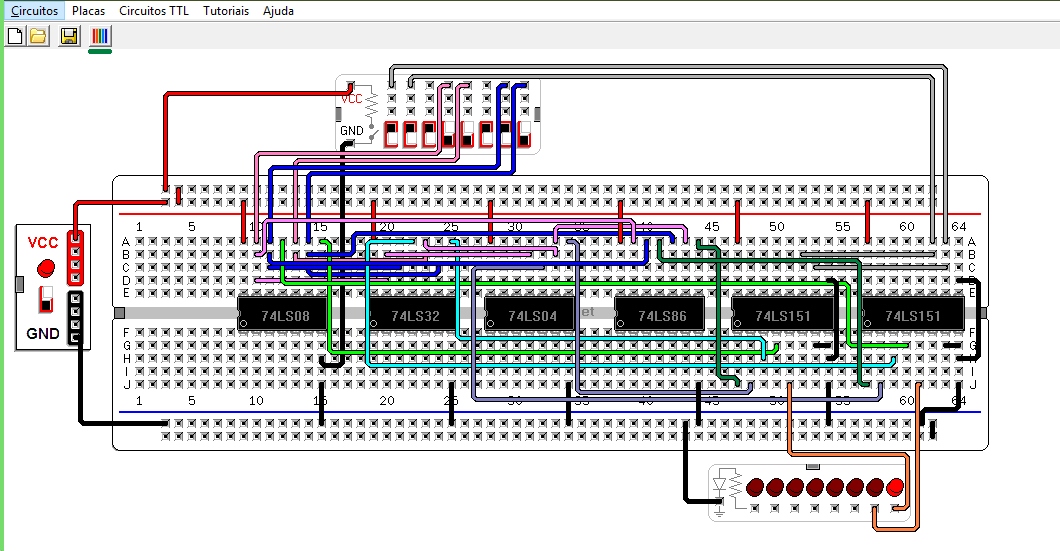 Circuitos Placas Circuitos TTL Tutoriais Ajuda
VCC
GND
1 5 10 15 20 25 30 35 40 45 50 55 60 64
A A
B B
C C
D D
E E
VCC
GND
74LS08 74LS32 74LS04 74LS86 74LS151 74LS151
et
F F
G G
H H
I I
J J
1 5 10 15 20 25 30 35 40 45 50 55 60 64